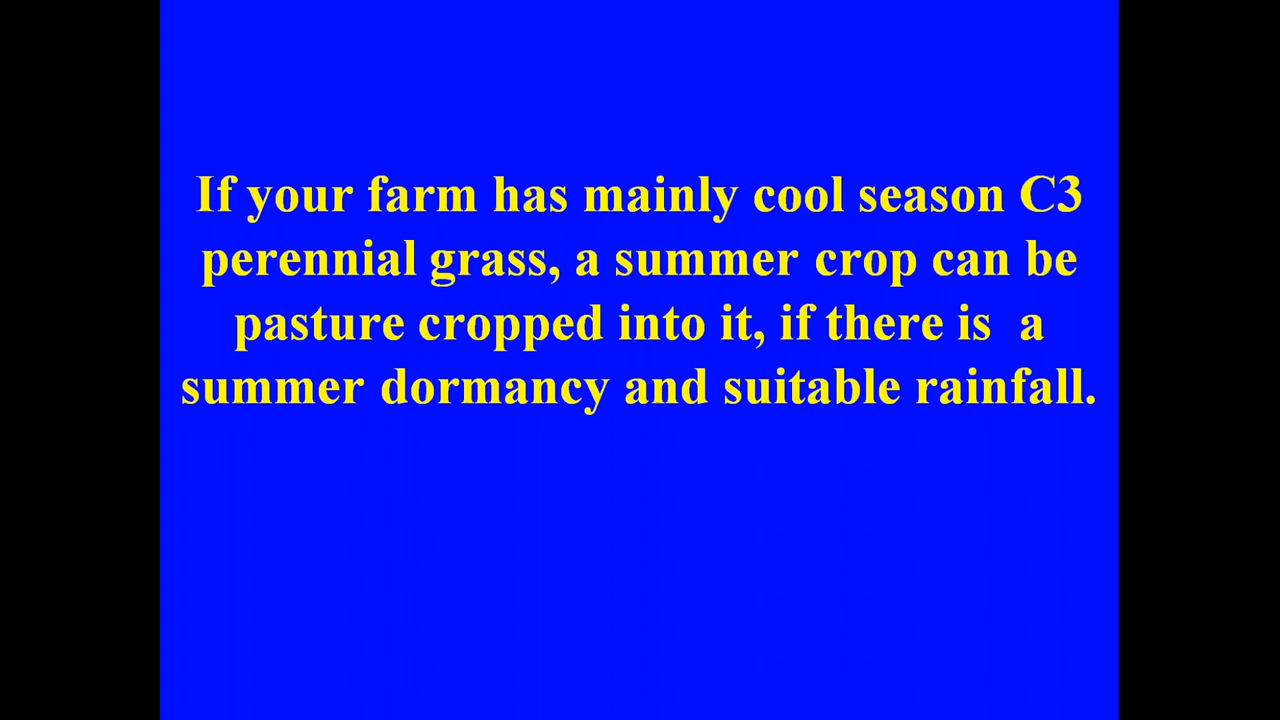 If your farm has mainly cool season C3
perennial grass, a summer crop can be
pasture cropped into it, if there is  a
summer dormancy and suitable rainfall.